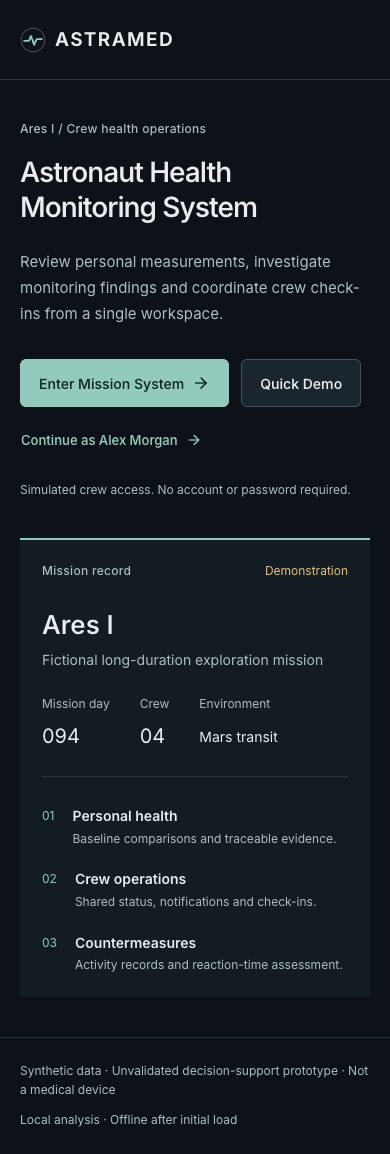 ASTRAMED
Ares I / Crew health operations
Astronaut Health
Monitoring System
Review personal measurements, investigate
monitoring findings and coordinate crew check-
ins from a single workspace.
Enter Mission System → Quick Demo
Continue as Alex Morgan →
Simulated crew access. No account or password required.
Mission record Demonstration
Ares I
Fictional long-duration exploration mission
Mission day Crew Environment
094 04 Mars transit
01 Personal health
Baseline comparisons and traceable evidence.
02 Crew operations
Shared status, notifications and check-ins.
03 Countermeasures
Activity records and reaction-time assessment.
Synthetic data · Unvalidated decision-support prototype · Not
a medical device
Local analysis · Offline after initial load